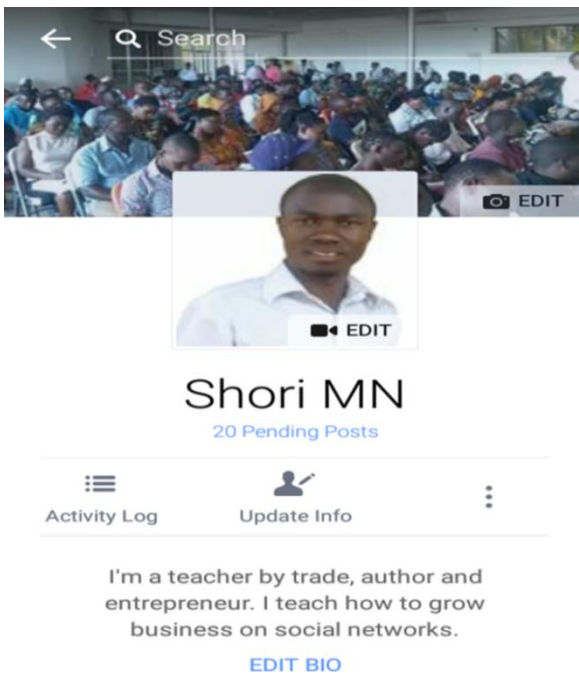 Search
EDIT
EDIT
Shori MN
20 Pending Posts
Activity Log
Update Info
I'm a teacher by trade, author and
entrepreneur. I teach how to grow
business on social networks.
EDIT BIO